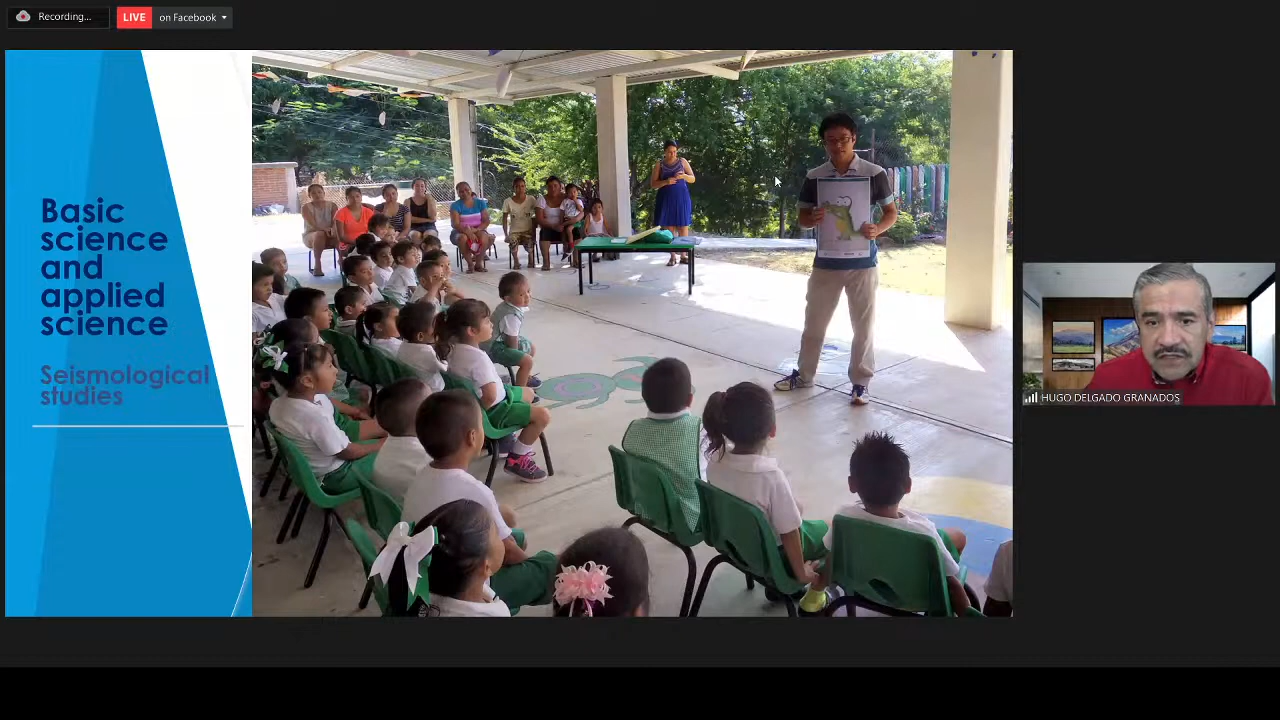 Recording...
LIVE on Facebook
Basic
science
and
applied
science
Seismological
studies
HUGO DELGADO GRANADOS